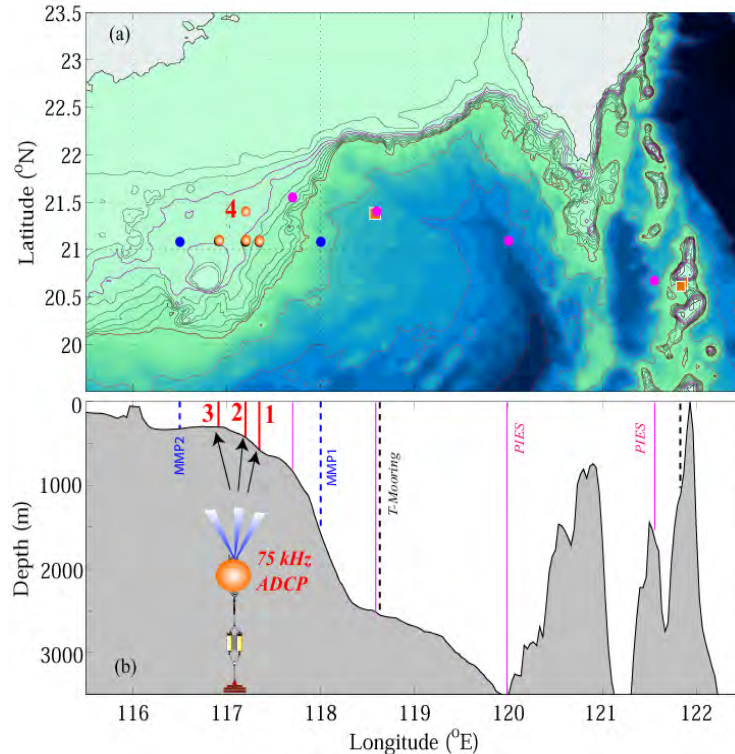 23.5
(a)
23
22.5
22
21.5
4
21
20.5
20
Latitude (°N)
0
3 2 1
MMP2
MMP1
T-Mooring
PIES
PIES
1000
2000
75 kHz
ADCP
3000
(b)
Depth (m)
116 117 118 119 120 121 122
Longitude (°E)